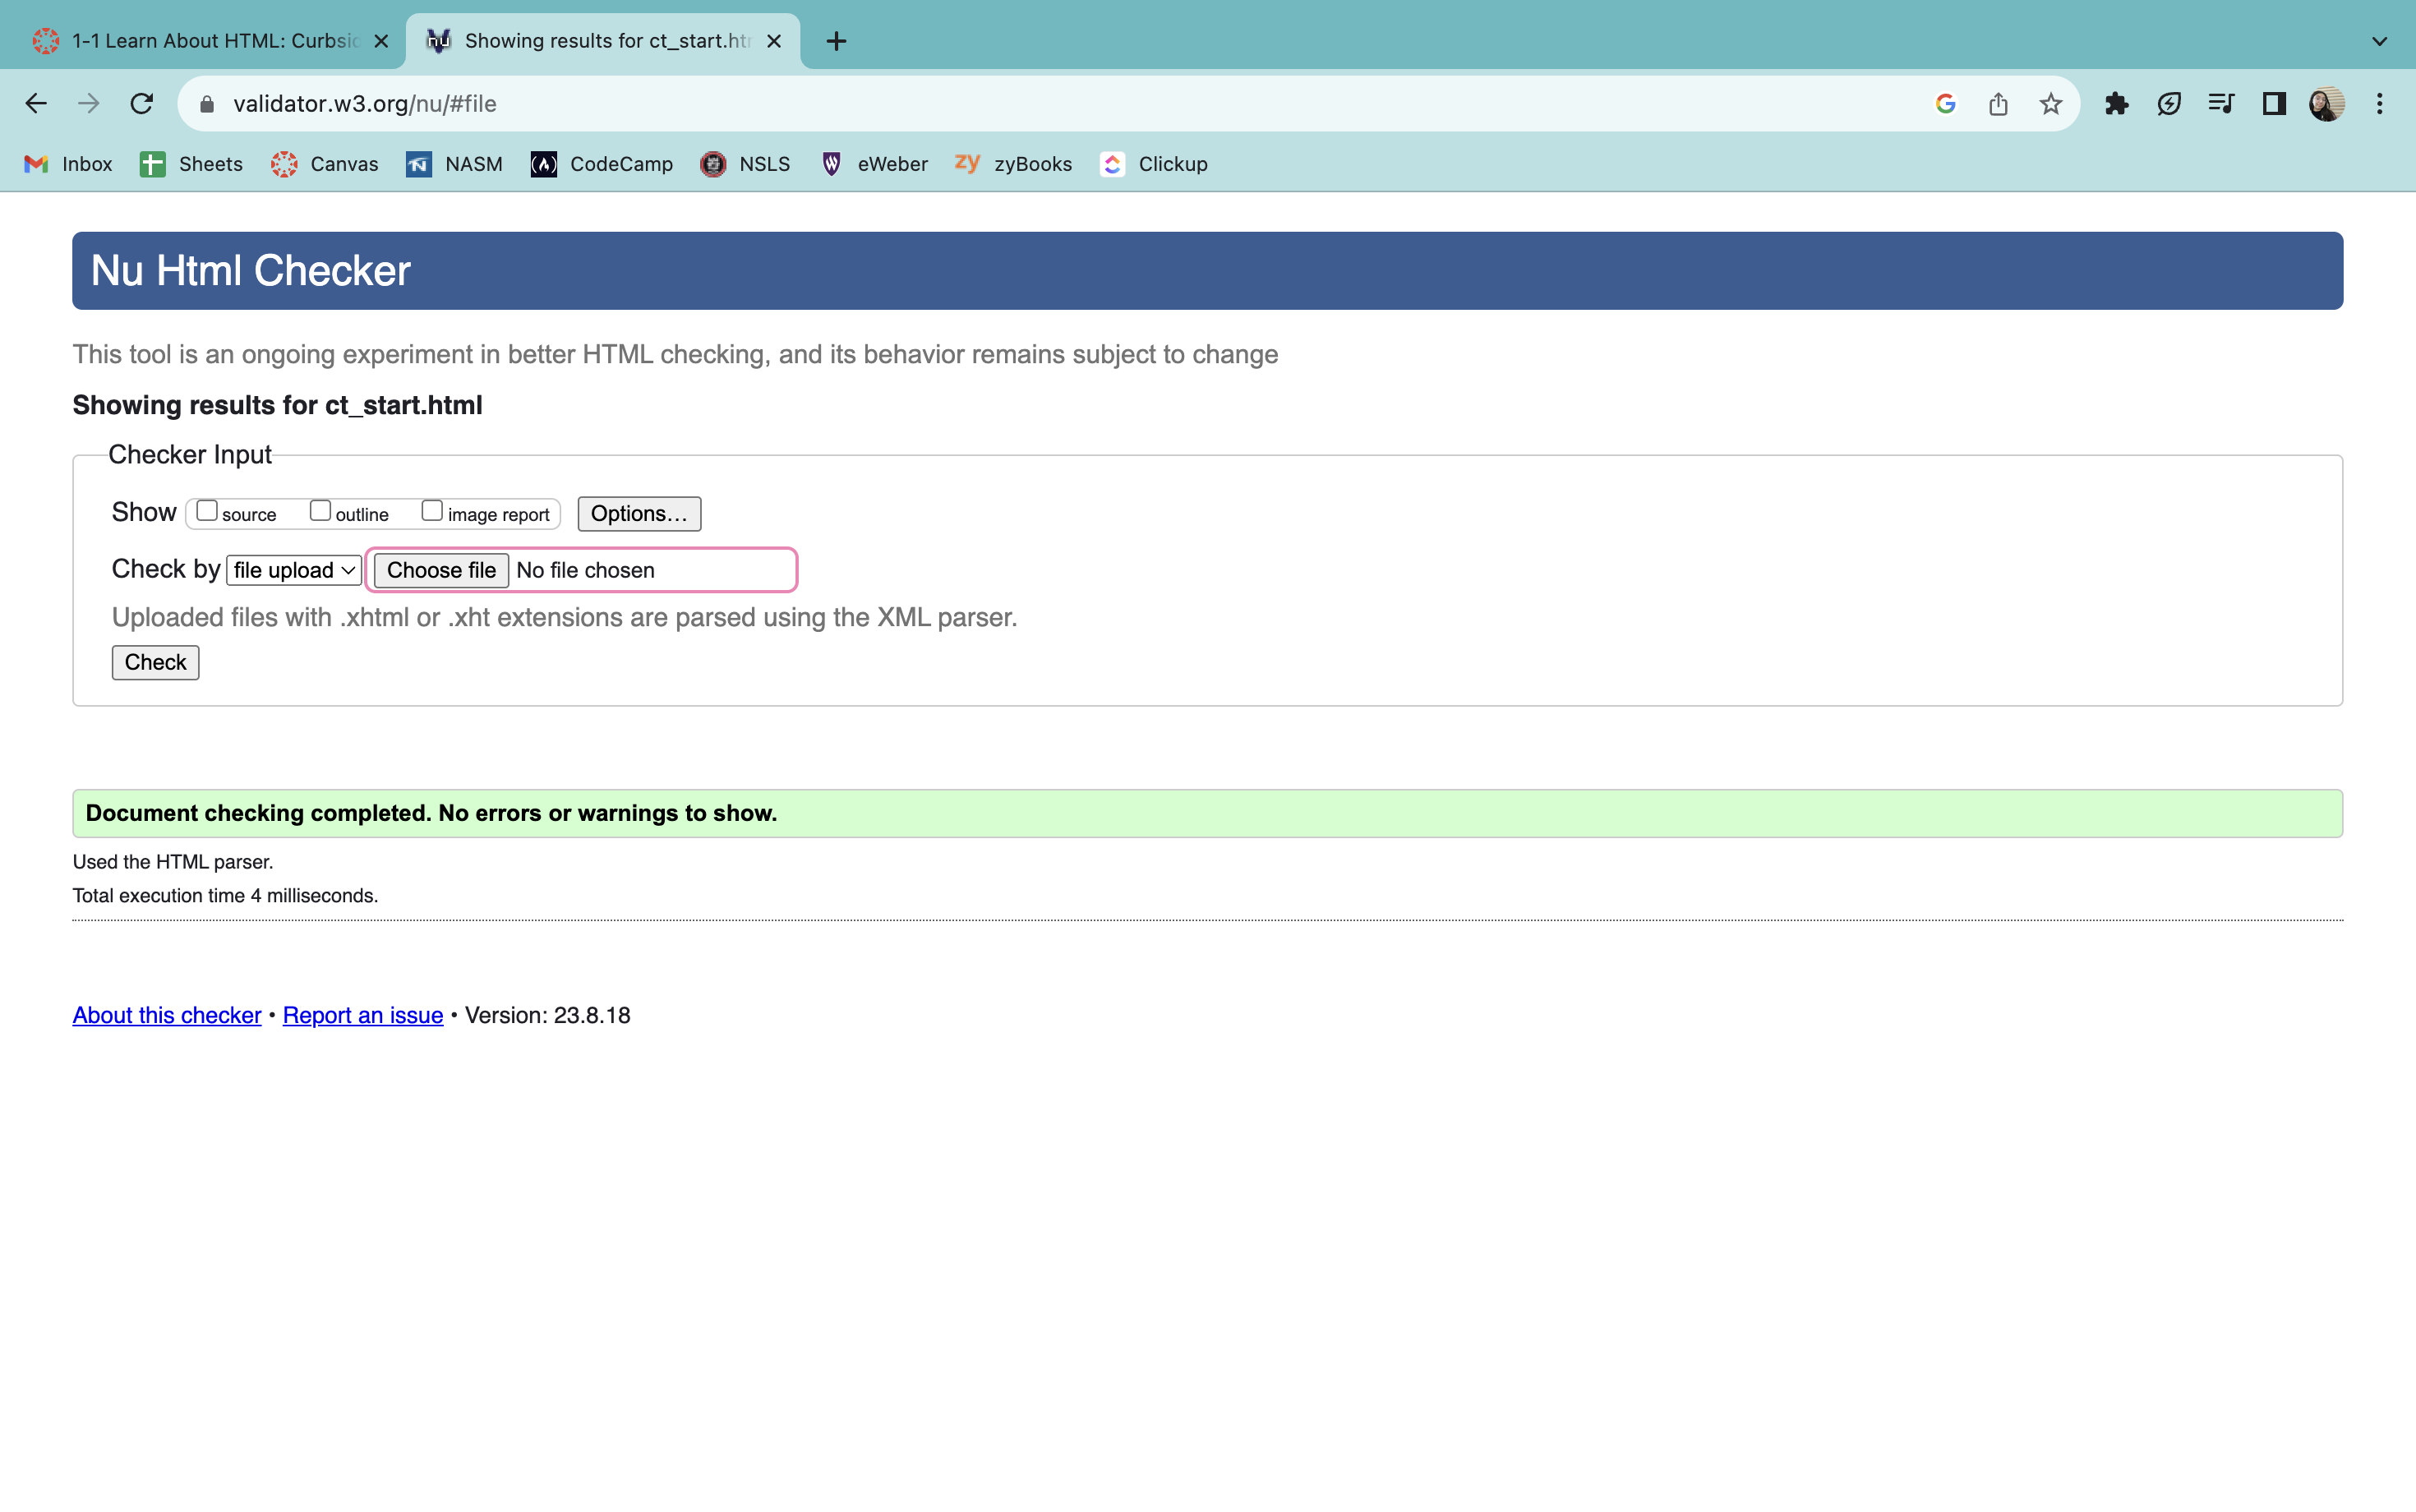 1-1 Learn About HTML: Curbsid
Showing results for ct_start.htm
validator.w3.org/nu/#file
Inbox Sheets Canvas NASM CodeCamp NSLS eWeber zyBooks Clickup
Nu Html Checker
This tool is an ongoing experiment in better HTML checking, and its behavior remains subject to change
Showing results for ct_start.html
Checker Input
Show source outline image report Options...
Check by file upload Choose file No file chosen
Uploaded files with .xhtml or .xht extensions are parsed using the XML parser.
Check
Document checking completed. No errors or warnings to show.
Used the HTML parser.
Total execution time 4 milliseconds.
About this checker • Report an issue • Version: 23.8.18